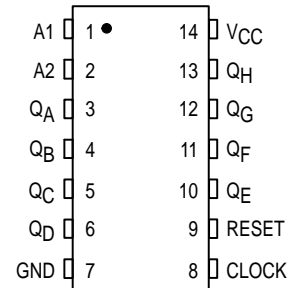 A1 1 14 VCC
A2 2 13 QH
QA 3 12 QG
QB 4 11 QF
QC 5 10 QE
QD 6 9 RESET
GND 7 8 CLOCK